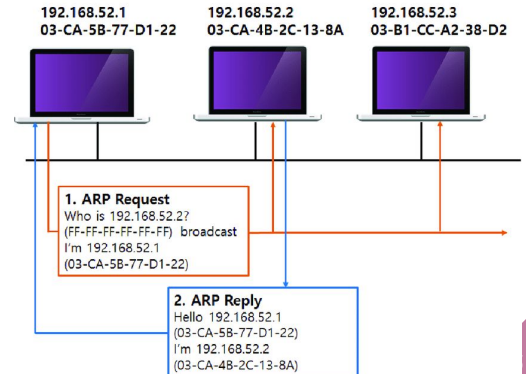 192.168.52.1
03-CA-5B-77-D1-22
192.168.52.2
03-CA-4B-2C-13-8A
192.168.52.3
03-B1-CC-A2-38-D2
1. ARP Request
Who is 192.168.52.2?
(FF-FF-FF-FF-FF-FF) broadcast
I'm 192.168.52.1
(03-CA-5B-77-D1-22)
2. ARP Reply
Hello 192.168.52.1
(03-CA-5B-77-D1-22)
I'm 192.168.52.2
(03-CA-4B-2C-13-8A)